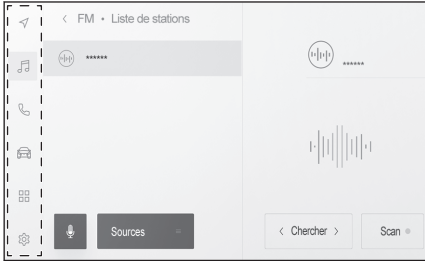 < FM • Liste de stations
******
******
Sources
< Chercher >
Scan